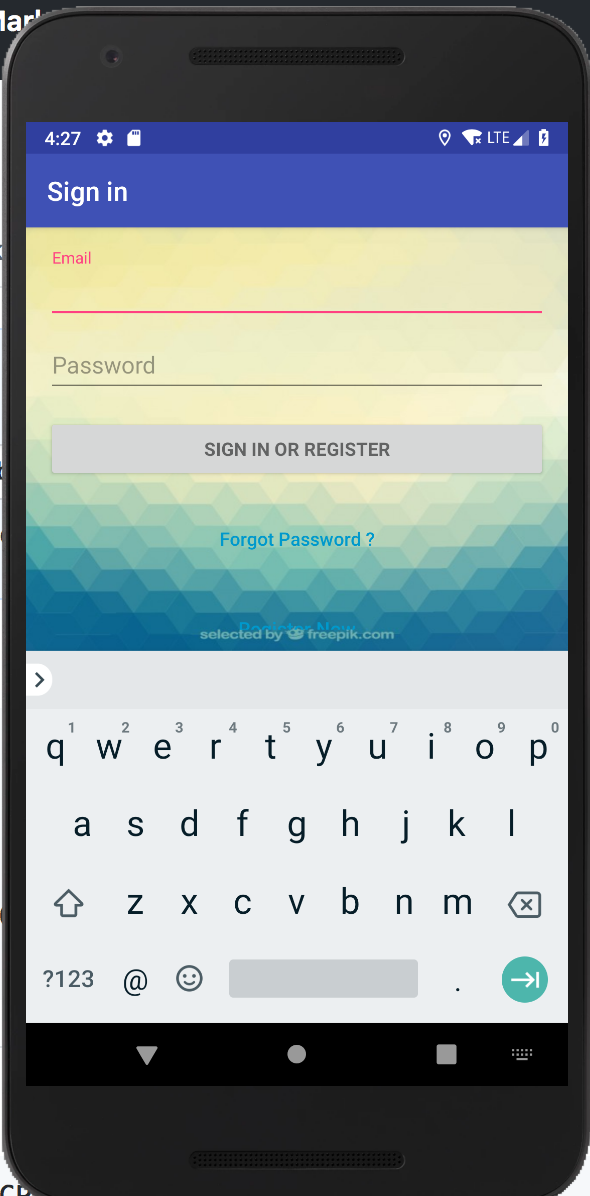 Mark
4:27 LTE
Sign in
Email
Password
SIGN IN OR REGISTER
Forgot Password ?
Register Now
selected by freepik.com
1 2 3 4 5 6 7 8 9 0
q w e r t y u i o p
a s d f g h j k l
z x c v b n m
?123 @ .